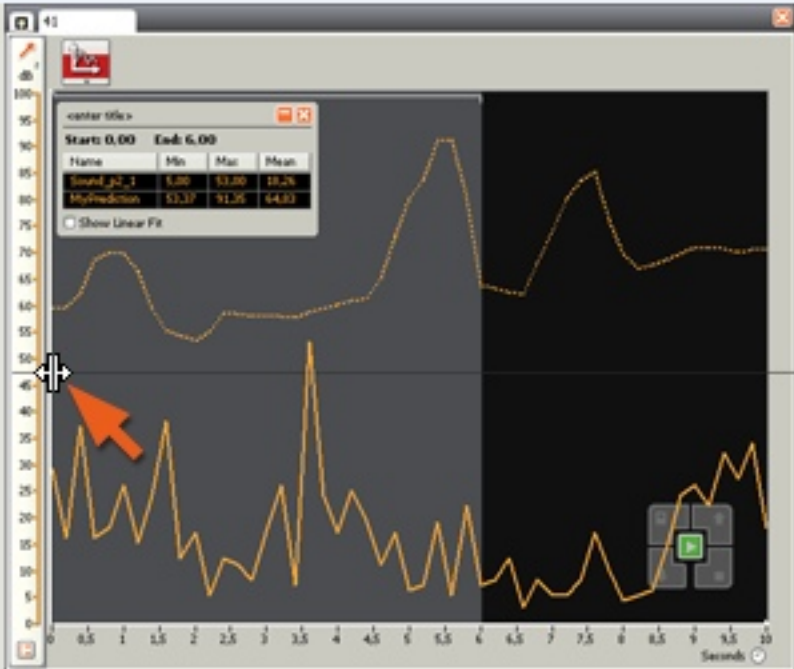 41
dB
<enter title>
Start: 0,00 End: 6,00
Name Min Max Mean
Sound_p2_1 5,00 53,00 18,26
MyPrediction 53,37 91,35 64,83
Show Linear Fit
100
95
90
85
80
75
70
65
60
55
50
45
40
35
30
25
20
15
10
5
0
0 0,5 1 1,5 2 2,5 3 3,5 4 4,5 5 5,5 6 6,5 7 7,5 8 8,5 9 9,5 10
Seconds